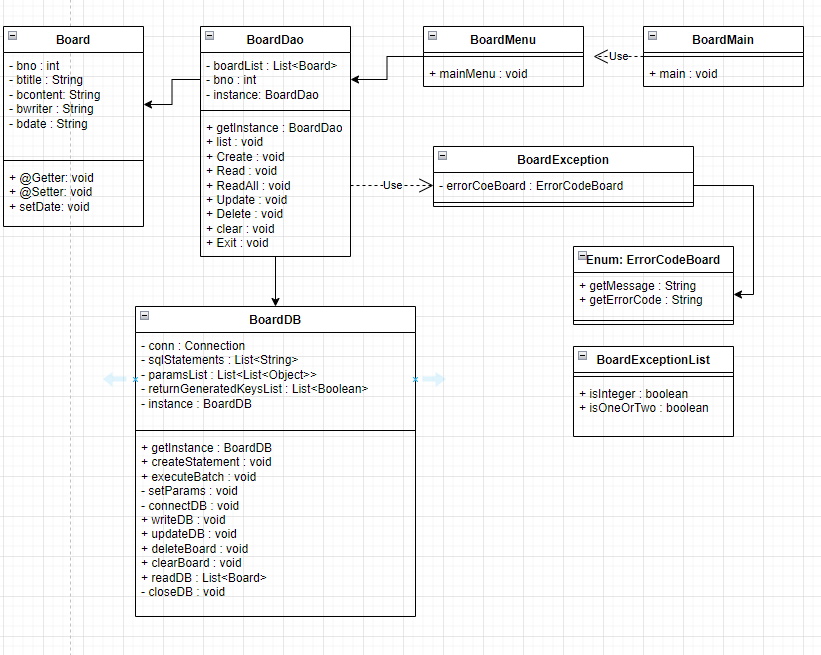 Board
- bno : int
- btitle : String
- bcontent: String
- bwriter : String
- bdate : String
+ @Getter: void
+ @Setter: void
+ setDate: void
BoardDao
- boardList : List<Board>
- bno : int
- instance: BoardDao
+ getInstance : BoardDao
+ list : void
+ Create : void
+ Read : void
+ ReadAll : void
+ Update : void
+ Delete : void
+ clear : void
+ Exit : void
BoardMenu
+ mainMenu : void
Use
BoardMain
+ main : void
Use
BoardException
- errorCoeBoard : ErrorCodeBoard
Enum: ErrorCodeBoard
+ getMessage : String
+ getErrorCode : String
BoardExceptionList
+ isInteger : boolean
+ isOneOrTwo : boolean
BoardDB
- conn : Connection
- sqlStatements : List<String>
- paramsList : List<List<Object>>
- returnGeneratedKeysList : List<Boolean>
- instance : BoardDB
+ getInstance : BoardDB
+ createStatement : void
+ executeBatch : void
- setParams : void
- connectDB : void
+ writeDB : void
+ updateDB : void
+ deleteBoard : void
+ clearBoard : void
+ readDB : List<Board>
- closeDB : void